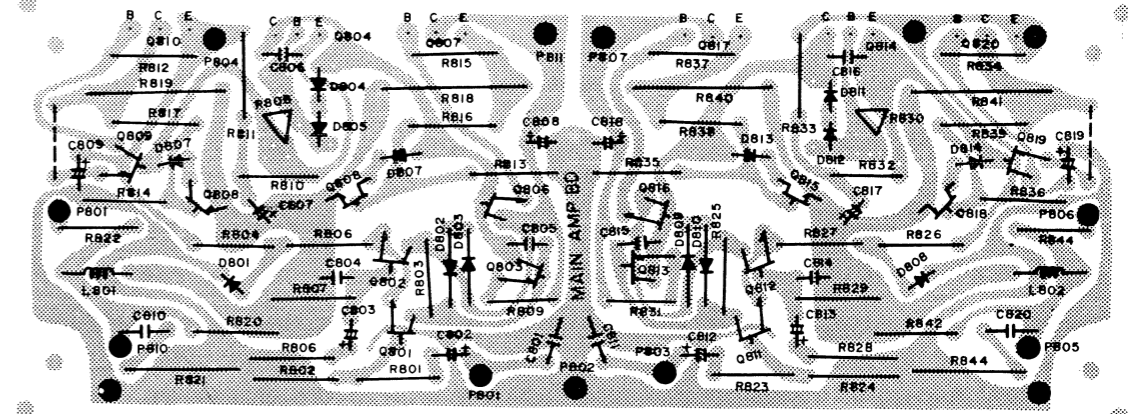 B C E C B E B C E B C E C B E B C E
Q810 Q804 Q807 Q817 Q814 Q820
R812 P804 C806 R815 P811 P807 R837 C816 R834
R819 D804 R818 R840 D811 R841
R817 R808 R816 C808 C818 R838 R830
R811 D805 R833 R839
Q809 D807 D813 D812 D814 Q819 C819
C809 D807 R813 R835 R832
R814 R810 Q808 Q806 Q816 Q815 C817 R836
P801 Q808 C807 Q818 P806
R822 R804 R806 D802 D803 C805 C815 D809 D810 R825 R827 R826 R844
MAIN AMP BD
D801 C804 Q802 R803 Q803 Q813 Q812 C814 D808
L801 R807 R809 R831 R829 L802
C810 R820 C803 C802 C801 C811 C812 C813 R842 C820
P810 R806 Q801 P803 Q811 R828 P805
R821 R802 R801 P801 P802 R823 R824 R844